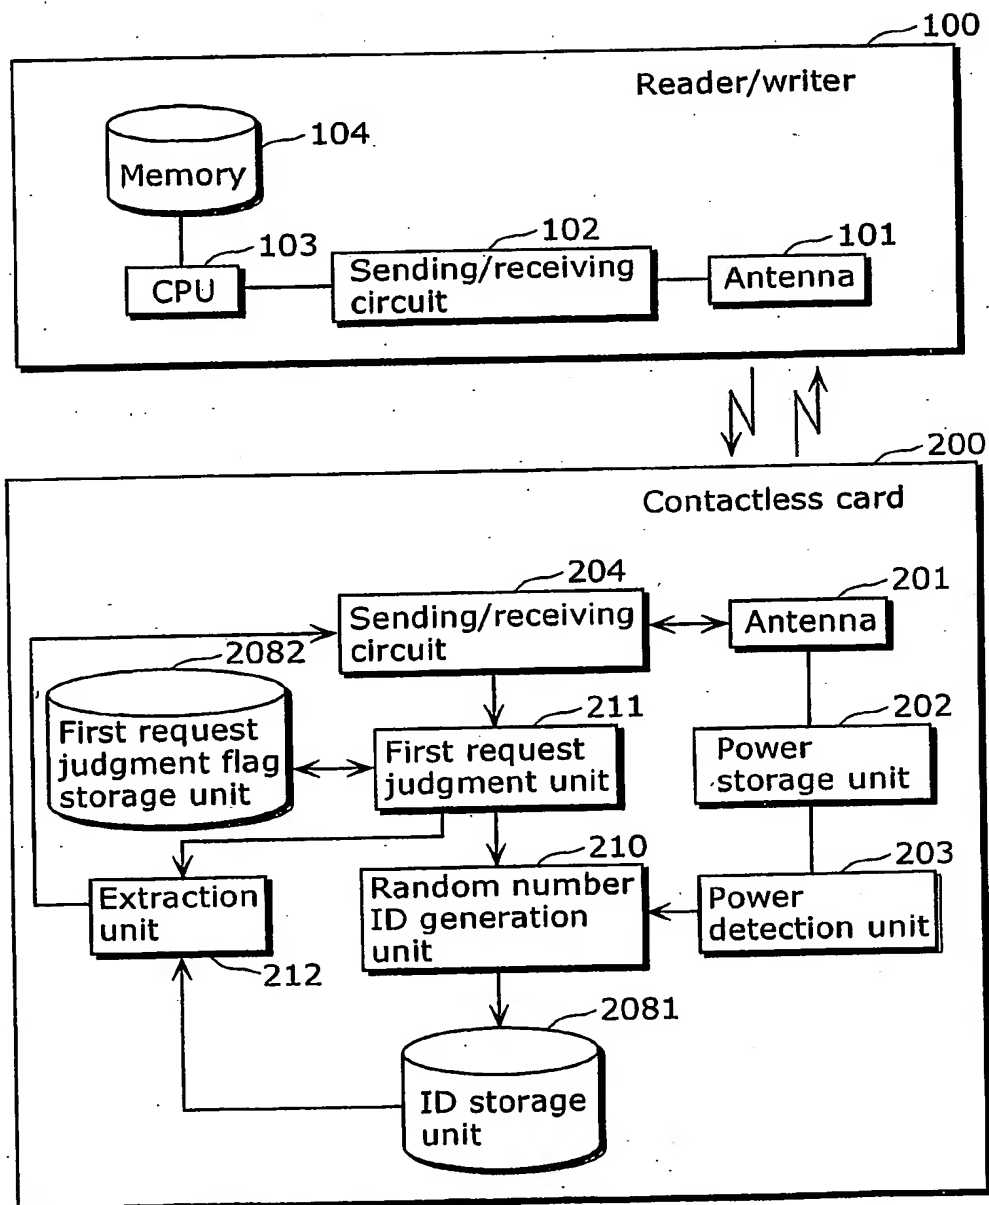 100
Reader/writer
104
Memory
103
102
101
CPU
Sending/receiving
circuit
Antenna
200
Contactless card
204
201
Sending/receiving
circuit
Antenna
2082
First request
judgment flag
storage unit
211
First request
judgment unit
202
Power
storage unit
210
203
Extraction
unit
Random number
ID generation
unit
Power
detection unit
212
2081
ID storage
unit